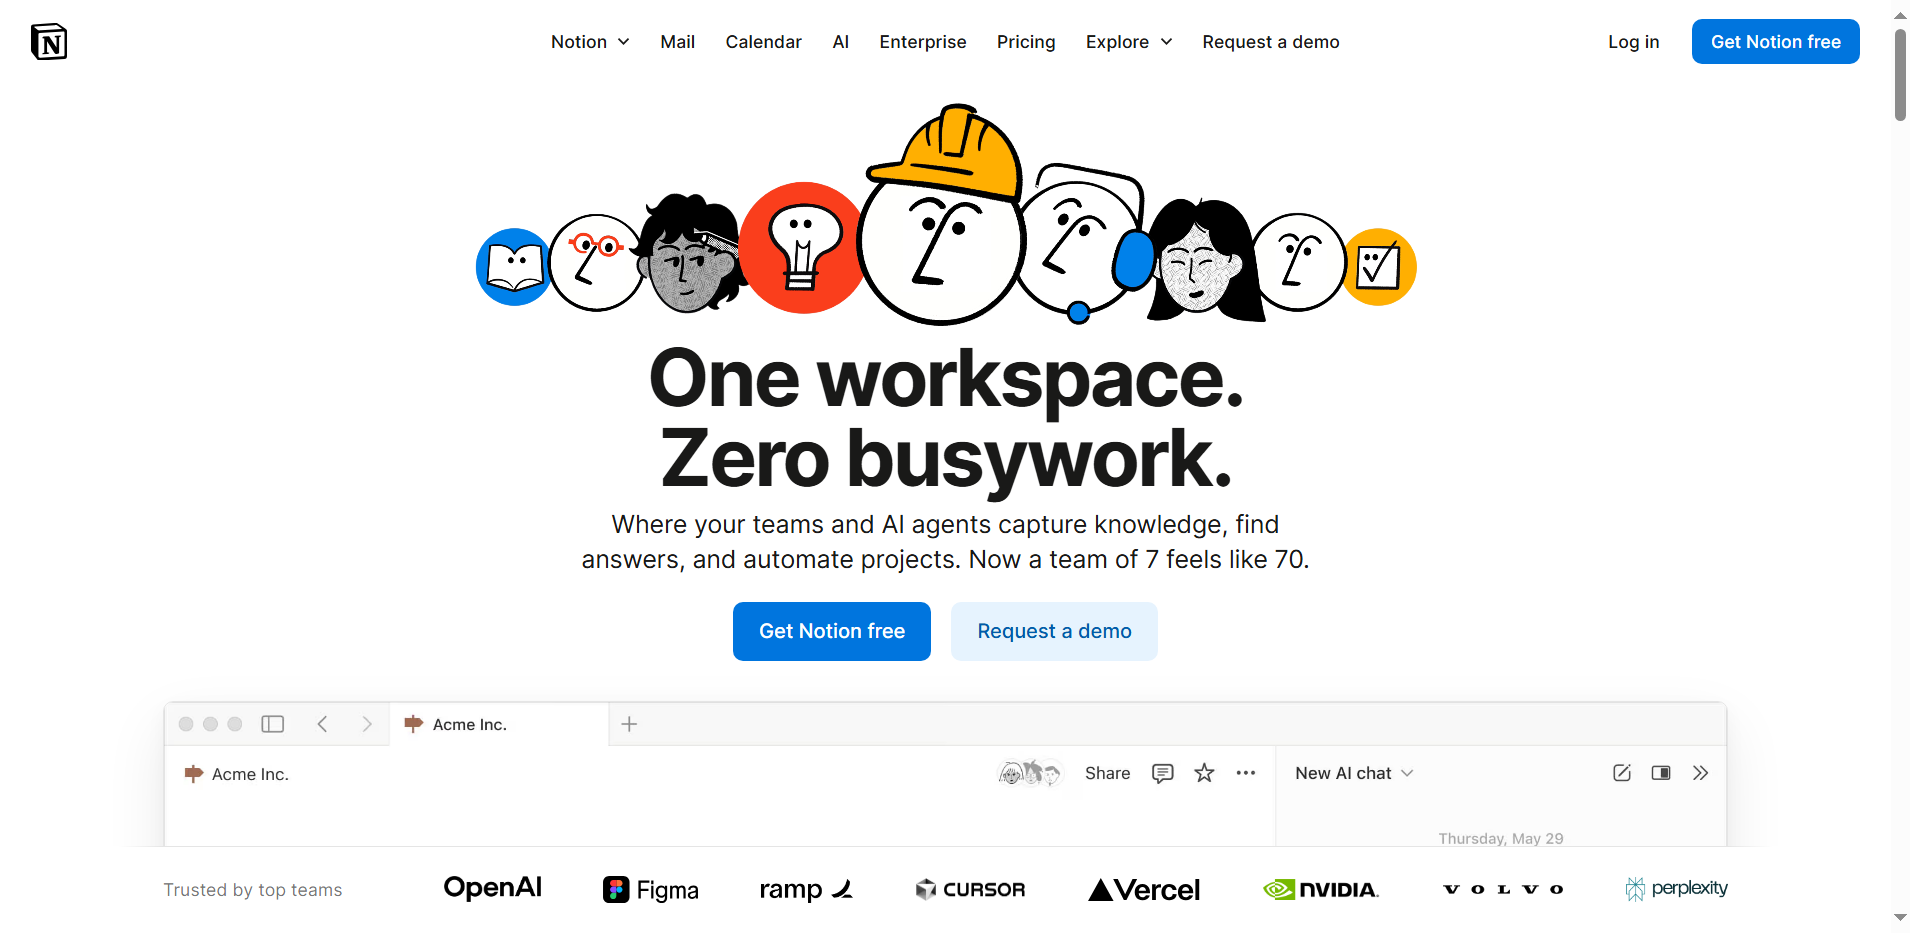 N
Notion Mail Calendar AI Enterprise Pricing Explore Request a demo
Log in Get Notion free
One workspace.
Zero busywork.
Where your teams and AI agents capture knowledge, find
answers, and automate projects. Now a team of 7 feels like 70.
Get Notion free Request a demo
Acme Inc.
Acme Inc. Share New AI chat
Thursday, May 29
Trusted by top teams OpenAI Figma ramp CURSOR Vercel NVIDIA. VOLVO perplexity